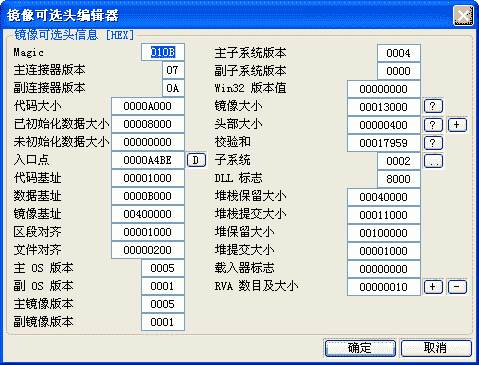 镜像可选头编辑器
镜像可选头信息 [HEX]
Magic 010B
主连接器版本 07
副连接器版本 0A
代码大小 0000A000
已初始化数据大小 00008000
未初始化数据大小 00000000
入口点 0000A4BE D
代码基址 00001000
数据基址 0000B000
镜像基址 00400000
区段对齐 00001000
文件对齐 00000200
主 OS 版本 0005
副 OS 版本 0001
主镜像版本 0005
副镜像版本 0001
主子系统版本 0004
副子系统版本 0000
Win32 版本值 00000000
镜像大小 00013000 ?
头部大小 00000400 ? +
校验和 00017959 ?
子系统 0002 ..
DLL 标志 8000
堆栈保留大小 00040000
堆栈提交大小 00011000
堆保留大小 00100000
堆提交大小 00001000
载入器标志 00000000
RVA 数目及大小 00000010 + -
确定 取消